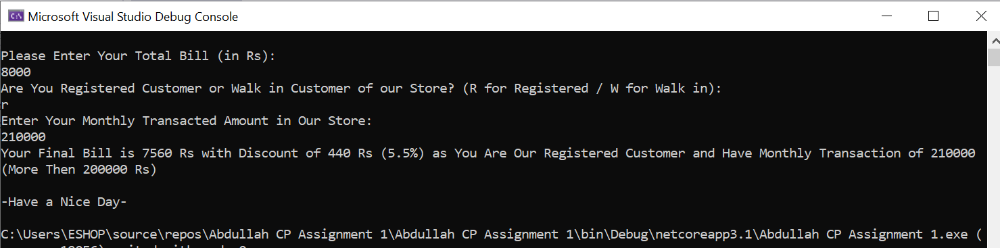 Microsoft Visual Studio Debug Console
Please Enter Your Total Bill (in Rs):
8000
Are You Registered Customer or Walk in Customer of our Store? (R for Registered / W for Walk in):
r
Enter Your Monthly Transacted Amount in Our Store:
210000
Your Final Bill is 7560 Rs with Discount of 440 Rs (5.5%) as You Are Our Registered Customer and Have Monthly Transaction of 210000
(More Then 200000 Rs)
-Have a Nice Day-
C:\Users\ESHOP\source\repos\Abdullah CP Assignment 1\Abdullah CP Assignment 1\bin\Debug\netcoreapp3.1\Abdullah CP Assignment 1.exe (